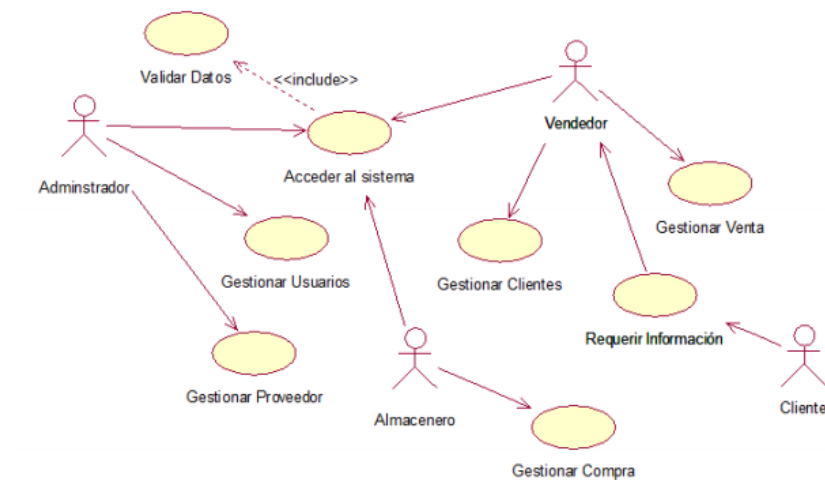 Validar Datos
<<include>>
Vendedor
Adminstrador
Acceder al sistema
Gestionar Venta
Gestionar Usuarios
Gestionar Clientes
Requerir Información
Gestionar Proveedor
Almacenero
Cliente
Gestionar Compra